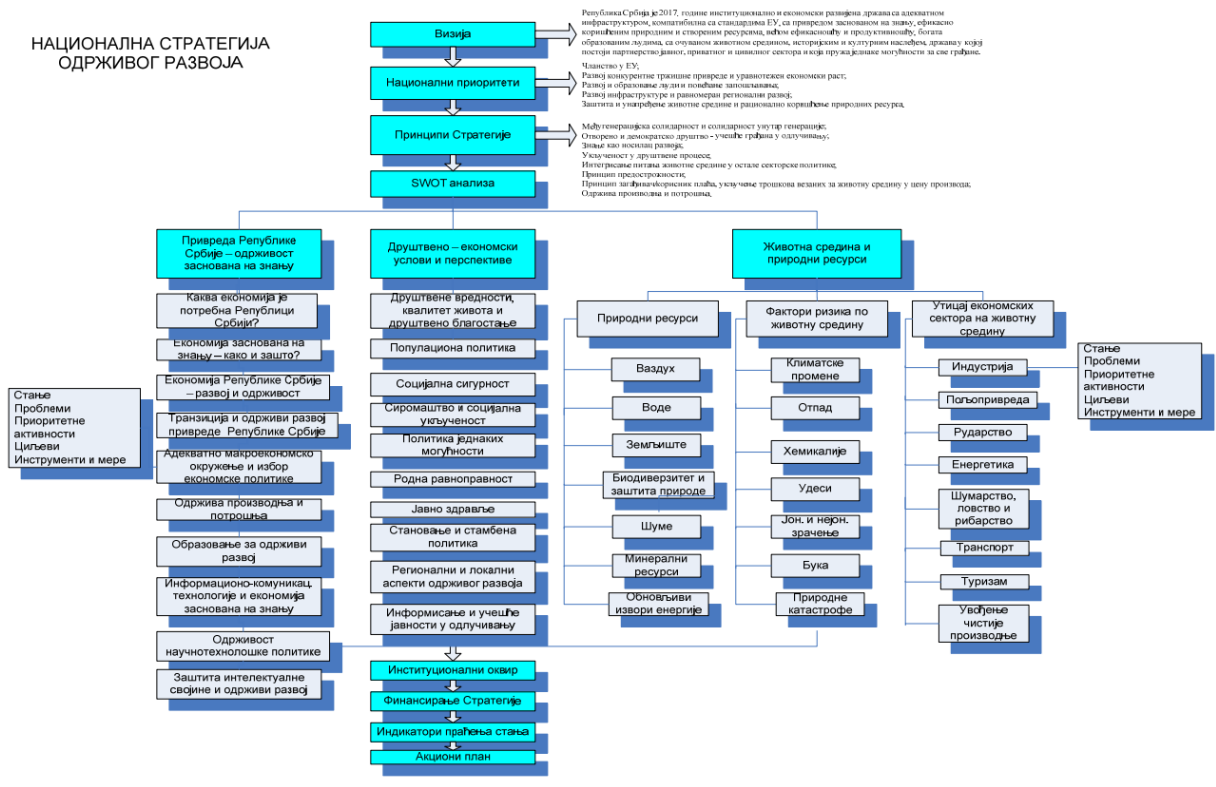 НАЦИОНАЛНА СТРАТЕГИЈА
ОДРЖИВОГ РАЗВОЈА
Визија
Република Србија је 2017, године институционално и економски развијена држава са адекватном
инфраструктуром, компатибилна са стандардима ЕУ, са привредом заснованом на знању, ефикасно
коришћеним природним и створеним ресурсима, већом ефикасношћу и продуктивношћу, богата
образованим људима, са очуваном животном средином, историјским и културним наслеђем, држава у којој
постоји партнерство јавног, приватног и цивилног сектора и која пружа једнаке могућности за све грађане.
Национални приоритети
Чланство у ЕУ;
Развој конкурентне тржишне привреде и уравнотежен економски раст;
Развој и образовање људи и повећање запошљавања;
Развој инфраструктуре и равномеран регионални развој;
Заштита и унапређење животне средине и рационално коришћење природних ресурса,
Принципи Стратегије
Међугенерацијска солидарност и солидарност унутар генерације;
Отворено и демократско друштво - учешће грађана у одлучивању;
Знање као носилац развоја;
Укљученост у друштвене процесе;
Интегрисање питања животне средине у остале секторске политике;
Принцип предострожности;
Принцип загађивач/корисник плаћа, укључење трошкова везаних за животну средину у цену производа;
Одржива производња и потрошња,
SWOT анализа
Привреда Републике
Србије – одрживост
заснована на знању
Каква економија је
потребна Републици
Србији?
Економија заснована на
знању – како и зашто?
Економија Републике Србије
– развој и одрживост
Транзиција и одрживи развој
привреде Републике Србије
Адекватно макроекономско
окружење и избор
економске политике
Одржива производња и
потрошња
Образовање за одрживи
развој
Информационо-комуникац.
технологије и економија
заснована на знању
Одрживост
научнотехнолошке политике
Заштита интелектуалне
својине и одрживи развој
Стање
Проблеми
Приоритетне
активности
Циљеви
Инструменти и мере
Друштвено – економски
услови и перспективе
Друштвене вредности,
квалитет живота и
друштвено благостање
Популациона политика
Социјална сигурност
Сиромаштво и социјална
укљученост
Политика једнаких
могућности
Родна равноправност
Јавно здравље
Становање и стамбена
политика
Регионални и локални
аспекти одрживог развоја
Информисање и учешће
јавности у одлучивању
Животна средина и
природни ресурси
Природни ресурси
Ваздух
Воде
Земљиште
Биодиверзитет и
заштита природе
Шуме
Минерални
ресурси
Обновљиви
извори енергије
Фактори ризика по
животну средину
Климатске
промене
Отпад
Хемикалије
Удеси
Јон. и нејон.
зрачење
Бука
Природне
катастрофе
Утицај економских
сектора на животну
средину
Индустрија
Пољопривреда
Рударство
Енергетика
Шумарство,
ловство и
рибарство
Транспорт
Туризам
Увођење
чистије
производње
Стање
Проблеми
Приоритетне
активности
Циљеви
Инструменти и мере
Институционални оквир
Финансирање Стратегије
Индикатори праћења стања
Акциони план